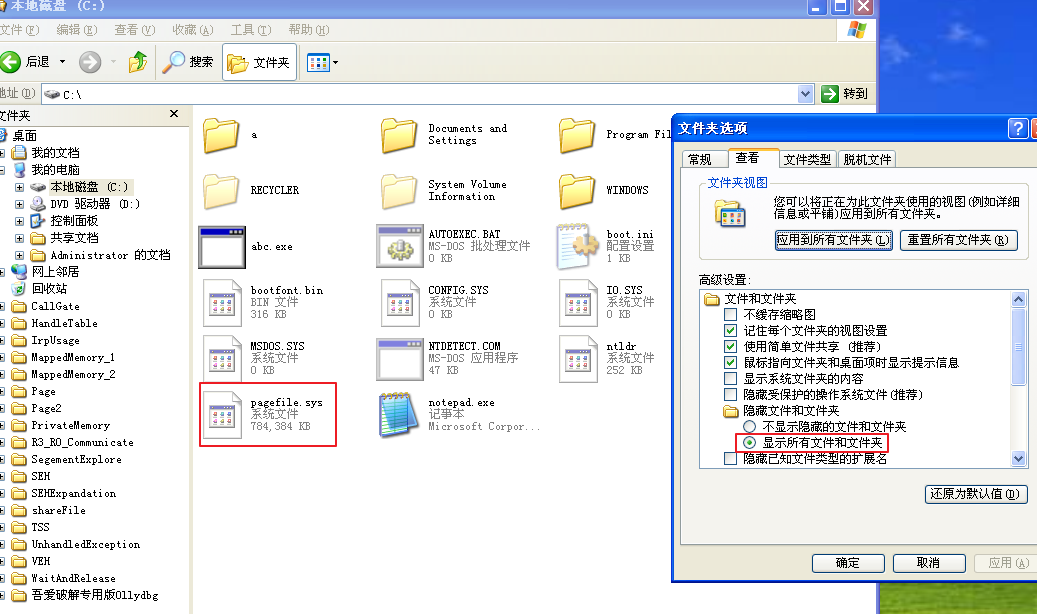 本地磁盘 (C:)
文件(F) 编辑(E) 查看(V) 收藏(A) 工具(T) 帮助(H)
后退 搜索 文件夹
地址(D) C:\ 转到
文件夹
桌面
我的文档
我的电脑
本地磁盘 (C:)
DVD 驱动器 (D:)
控制面板
共享文档
Administrator 的文档
网上邻居
回收站
CallGate
HandleTable
IrpUsage
MappedMemory_1
MappedMemory_2
Page
Page2
PrivateMemory
R3_R0_Communicate
SegementExplore
SEH
SEHExpandation
shareFile
TSS
UnhandledException
VEH
WaitAndRelease
吾爱破解专用版Ollydbg
a
Documents and
Settings
Program Fil
RECYCLER
System Volume
Information
WINDOWS
abc.exe
AUTOEXEC.BAT
MS-DOS 批处理文件
0 KB
boot.ini
配置设置
1 KB
bootfont.bin
BIN 文件
316 KB
CONFIG.SYS
系统文件
0 KB
IO.SYS
系统文件
0 KB
MSDOS.SYS
系统文件
0 KB
NTDETECT.COM
MS-DOS 应用程序
47 KB
ntldr
系统文件
252 KB
pagefile.sys
系统文件
784,384 KB
notepad.exe
记事本
Microsoft Corpor...
文件夹选项
常规 查看 文件类型 脱机文件
文件夹视图
您可以将正在为此文件夹使用的视图(例如详细
信息或平铺)应用到所有文件夹。
应用到所有文件夹(L) 重置所有文件夹(R)
高级设置:
文件和文件夹
不缓存缩略图
记住每个文件夹的视图设置
使用简单文件共享 (推荐)
鼠标指向文件夹和桌面项时显示提示信息
显示系统文件夹的内容
隐藏受保护的操作系统文件(推荐)
隐藏文件和文件夹
不显示隐藏的文件和文件夹
显示所有文件和文件夹
隐藏已知文件类型的扩展名
还原为默认值(D)
确定 取消 应用(A)